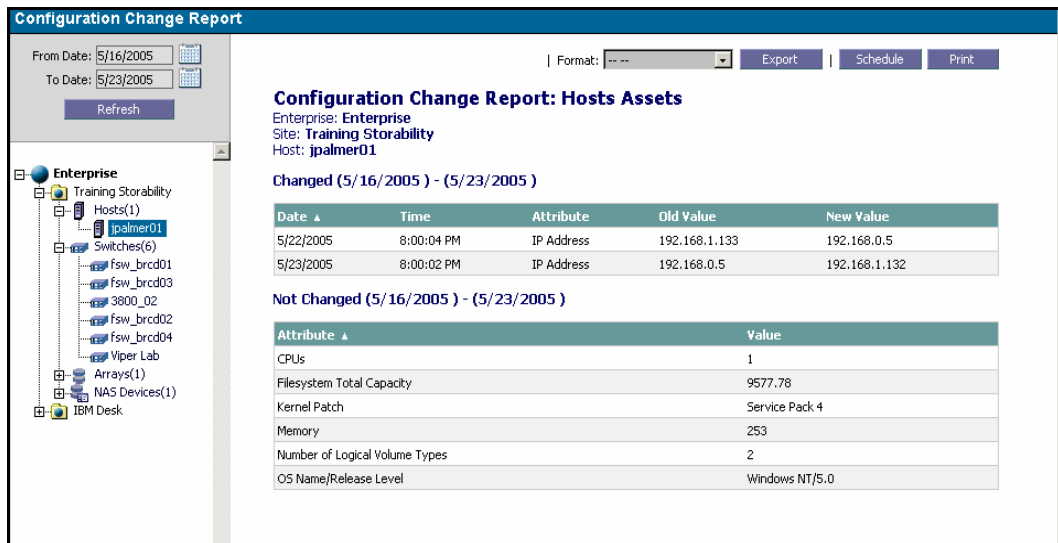 Configuration Change Report
From Date: 5/16/2005
To Date: 5/23/2005
Refresh
Enterprise
Training Storability
Hosts(1)
jpalmer01
Switches(6)
fsw_brcd01
fsw_brcd03
3800_02
fsw_brcd02
fsw_brcd04
Viper Lab
Arrays(1)
NAS Devices(1)
IBM Desk
| Format: -- -- Export | Schedule Print
Configuration Change Report: Hosts Assets
Enterprise: Enterprise
Site: Training Storability
Host: jpalmer01
Changed (5/16/2005 ) - (5/23/2005 )
Date Time Attribute Old Value New Value
5/22/2005 8:00:04 PM IP Address 192.168.1.133 192.168.0.5
5/23/2005 8:00:02 PM IP Address 192.168.0.5 192.168.1.132
Not Changed (5/16/2005 ) - (5/23/2005 )
Attribute Value
CPUs 1
Filesystem Total Capacity 9577.78
Kernel Patch Service Pack 4
Memory 253
Number of Logical Volume Types 2
OS Name/Release Level Windows NT/5.0